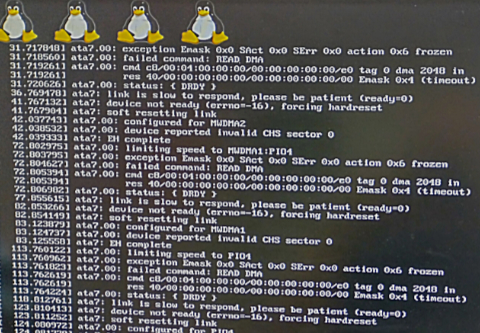 31.717848] ata7.00: exception Emask 0x0 SAct 0x0 SErr 0x0 action 0x6 frozen
31.718560] ata7.00: failed command: READ DMA
31.719261] ata7.00: cmd c8/00:04:00:00:00/00:00:00:00:00/e0 tag 0 dma 2048 in
31.719261] res 40/00:00:00:00:00/00:00:00:00:00/00 Emask 0x4 (timeout)
31.720626] ata7.00: status: { DRDY }
36.769478] ata7: link is slow to respond, please be patient (ready=0)
41.767132] ata7: device not ready (errno=-16), forcing hardreset
41.767904] ata7: soft resetting link
42.037743] ata7.00: configured for MWDMA2
42.038532] ata7.00: device reported invalid CHS sector 0
42.039333] ata7: EH complete
72.802975] ata7.00: limiting speed to MWDMA1:PIO4
72.803795] ata7.00: exception Emask 0x0 SAct 0x0 SErr 0x0 action 0x6 frozen
72.804627] ata7.00: failed command: READ DMA
72.805394] ata7.00: cmd c8/00:04:00:00:00/00:00:00:00:00/e0 tag 0 dma 2048 in
72.805394] res 40/00:00:00:00:00/00:00:00:00:00/00 Emask 0x4 (timeout)
72.806982] ata7.00: status: { DRDY }
77.855615] ata7: link is slow to respond, please be patient (ready=0)
82.853266] ata7: device not ready (errno=-16), forcing hardreset
82.854149] ata7: soft resetting link
83.123879] ata7.00: configured for MWDMA1
83.124737] ata7.00: device reported invalid CHS sector 0
83.125558] ata7: EH complete
113.760122] ata7.00: limiting speed to PIO4
113.760962] ata7.00: exception Emask 0x0 SAct 0x0 SErr 0x0 action 0x6 frozen
113.761823] ata7.00: failed command: READ DMA
113.762619] ata7.00: cmd c8/00:04:00:00:00/00:00:00:00:00/e0 tag 0 dma 2048 in
113.762619] res 40/00:00:00:00:00/00:00:00:00:00/00 Emask 0x4 (timeout)
113.764224] ata7.00: status: { DRDY }
118.812761] ata7: link is slow to respond, please be patient (ready=0)
123.810413] ata7: device not ready (errno=-16), forcing hardreset
123.811252] ata7: soft resetting link
124.080972] ata7.00: configured for PIO4